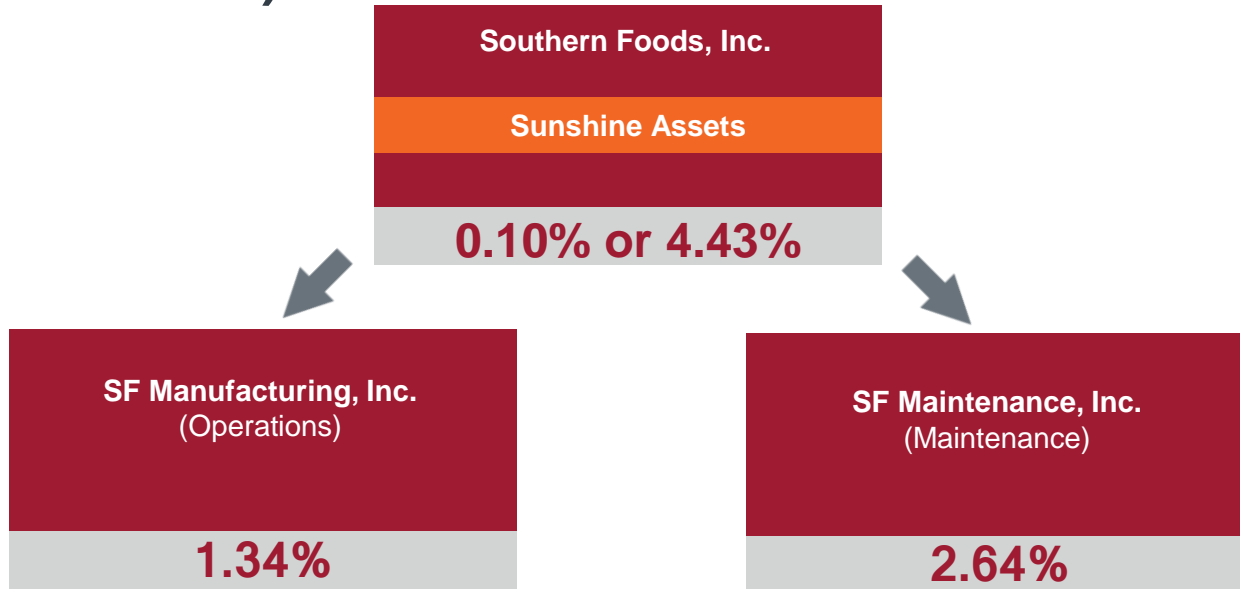 Southern Foods, Inc.
Sunshine Assets
0.10% or 4.43%
SF Manufacturing, Inc.
(Operations)
1.34%
SF Maintenance, Inc.
(Maintenance)
2.64%